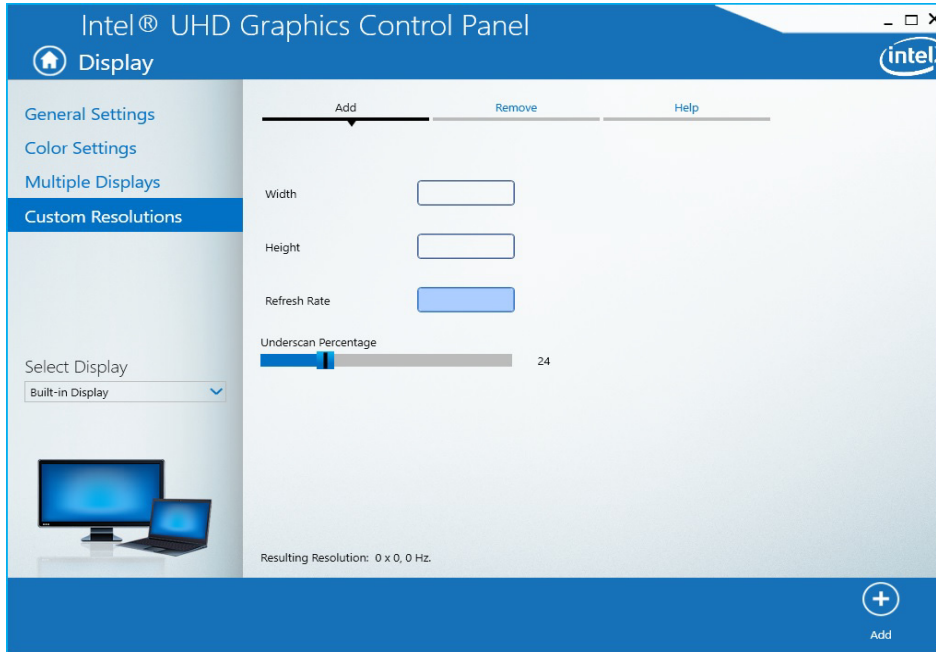 Intel® UHD Graphics Control Panel
Display
intel
General Settings
Color Settings
Multiple Displays
Custom Resolutions
Select Display
Built-in Display
Add
Remove
Help
Width
Height
Refresh Rate
Underscan Percentage
24
Resulting Resolution: 0 x 0, 0 Hz.
Add